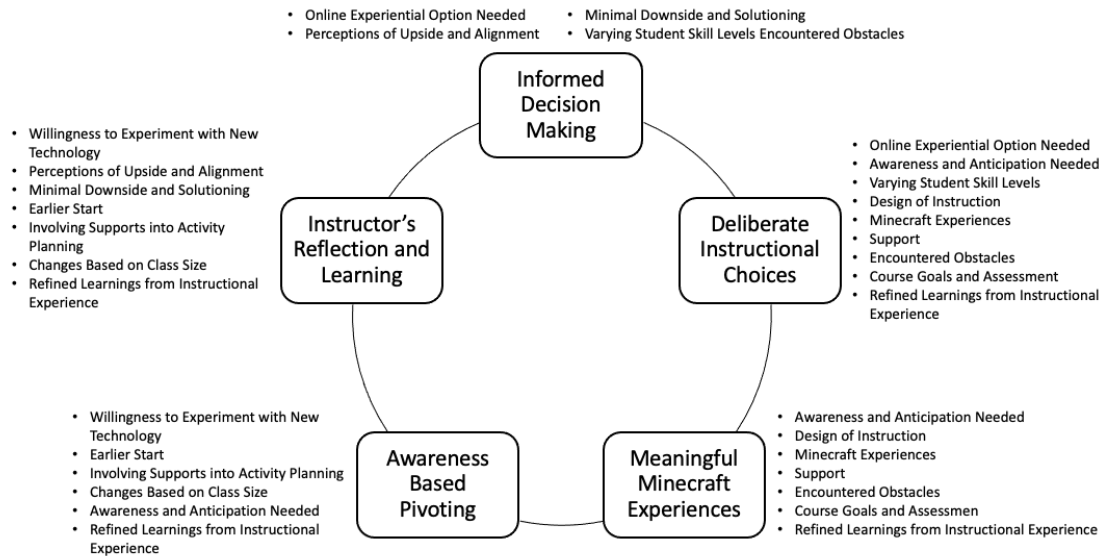 • Online Experiential Option Needed
• Perceptions of Upside and Alignment
• Minimal Downside and Solutioning
• Varying Student Skill Levels Encountered Obstacles
Informed
Decision
Making
• Online Experiential Option Needed
• Awareness and Anticipation Needed
• Varying Student Skill Levels
• Design of Instruction
• Minecraft Experiences
• Support
• Encountered Obstacles
• Course Goals and Assessment
• Refined Learnings from Instructional
Experience
Deliberate
Instructional
Choices
• Awareness and Anticipation Needed
• Design of Instruction
• Minecraft Experiences
• Support
• Encountered Obstacles
• Course Goals and Assessmen
• Refined Learnings from Instructional Experience
Meaningful
Minecraft
Experiences
Awareness
Based
Pivoting
• Willingness to Experiment with New
Technology
• Earlier Start
• Involving Supports into Activity Planning
• Changes Based on Class Size
• Awareness and Anticipation Needed
• Refined Learnings from Instructional
Experience
Instructor's
Reflection and
Learning
• Willingness to Experiment with New
Technology
• Perceptions of Upside and Alignment
• Minimal Downside and Solutioning
• Earlier Start
• Involving Supports into Activity
Planning
• Changes Based on Class Size
• Refined Learnings from Instructional
Experience